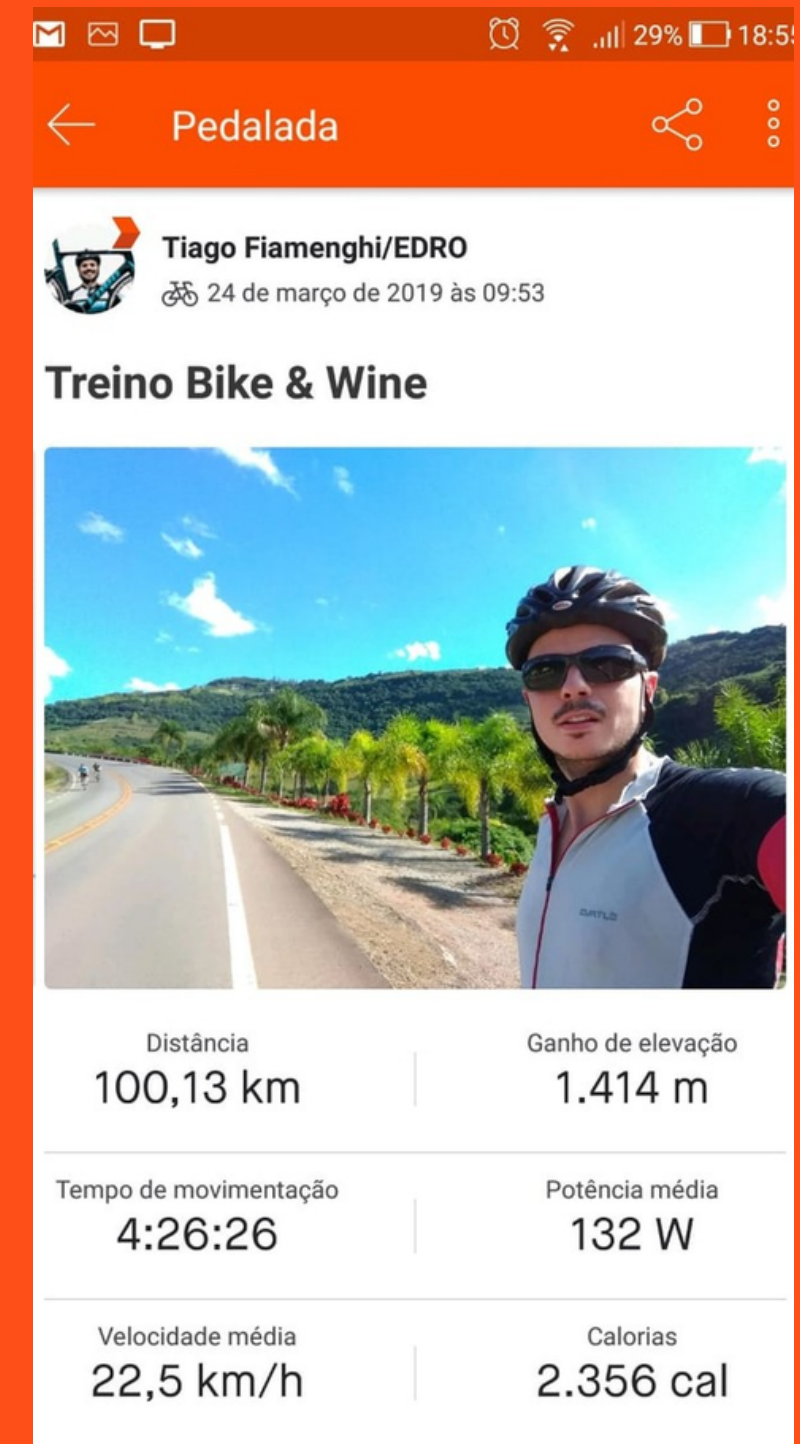 29% 18:55
Pedalada
Tiago Fiamenghi/EDRO
24 de março de 2019 às 09:53
Treino Bike & Wine
CURTLO
Distância
100,13 km
Ganho de elevação
1.414 m
Tempo de movimentação
4:26:26
Potência média
132 W
Velocidade média
22,5 km/h
Calorias
2.356 cal